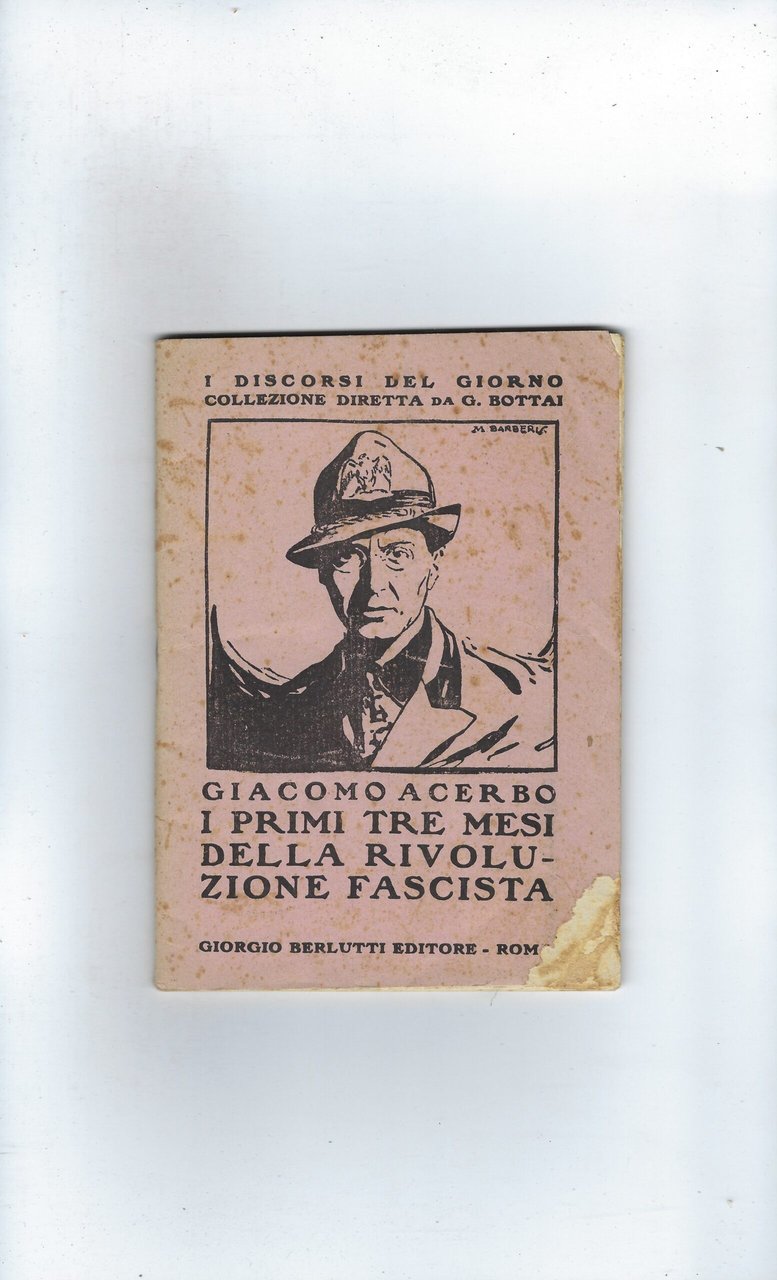 I DISCORSI DEL GIORNO
COLLEZIONE DIRETTA DA G. BOTTAI
M BARBERIS.
GIACOMO ACERBO
I PRIMI TRE MESI
DELLA RIVOLU-
ZIONE FASCISTA
GIORGIO BERLUTTI EDITORE - ROM